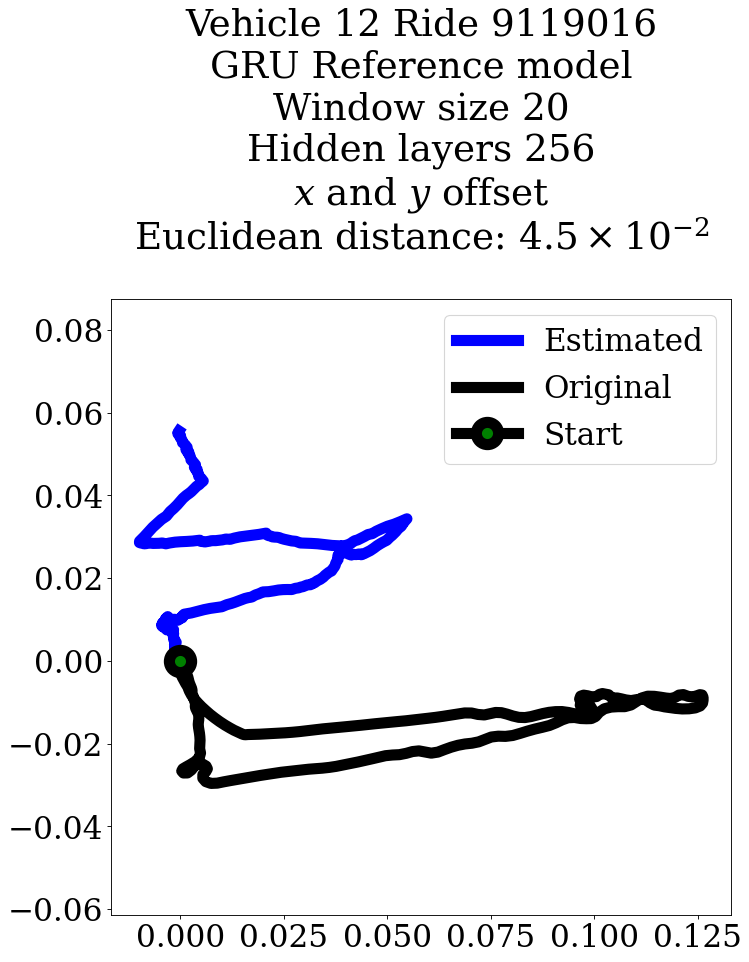 Vehicle 12 Ride 9119016
GRU Reference model
Window size 20
Hidden layers 256
x and y offset
Euclidean distance: 4.5 × 10⁻²
Estimated
Original
Start
0.08
0.06
0.04
0.02
0.00
−0.02
−0.04
−0.06
0.000 0.025 0.050 0.075 0.100 0.125